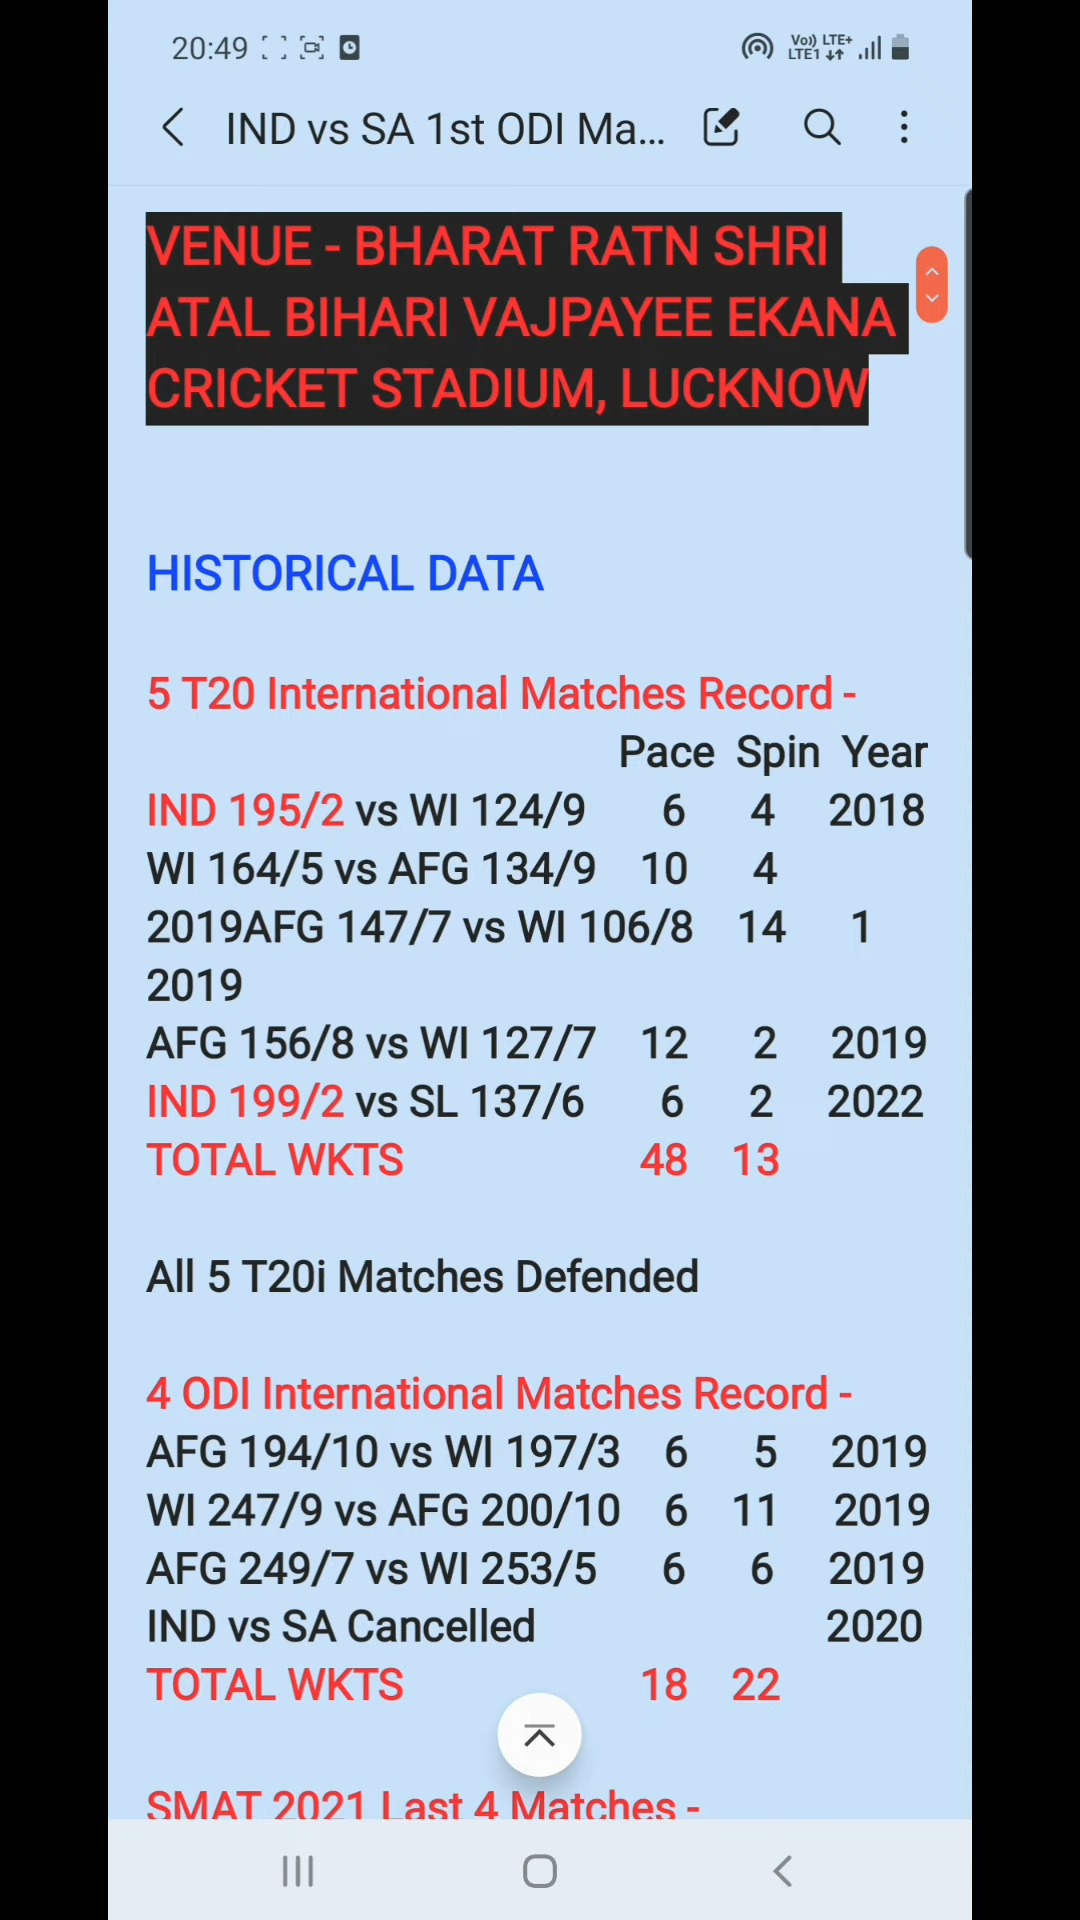 20:49
Vo)) LTE+
LTE1
IND vs SA 1st ODI Ma...
VENUE - BHARAT RATN SHRI
ATAL BIHARI VAJPAYEE EKANA
CRICKET STADIUM, LUCKNOW
HISTORICAL DATA
5 T20 International Matches Record -
Pace Spin Year
IND 195/2 vs WI 124/9 6 4 2018
WI 164/5 vs AFG 134/9 10 4
2019AFG 147/7 vs WI 106/8 14 1
2019
AFG 156/8 vs WI 127/7 12 2 2019
IND 199/2 vs SL 137/6 6 2 2022
TOTAL WKTS 48 13
All 5 T20i Matches Defended
4 ODI International Matches Record -
AFG 194/10 vs WI 197/3 6 5 2019
WI 247/9 vs AFG 200/10 6 11 2019
AFG 249/7 vs WI 253/5 6 6 2019
IND vs SA Cancelled 2020
TOTAL WKTS 18 22
SMAT 2021 Last 4 Matches -